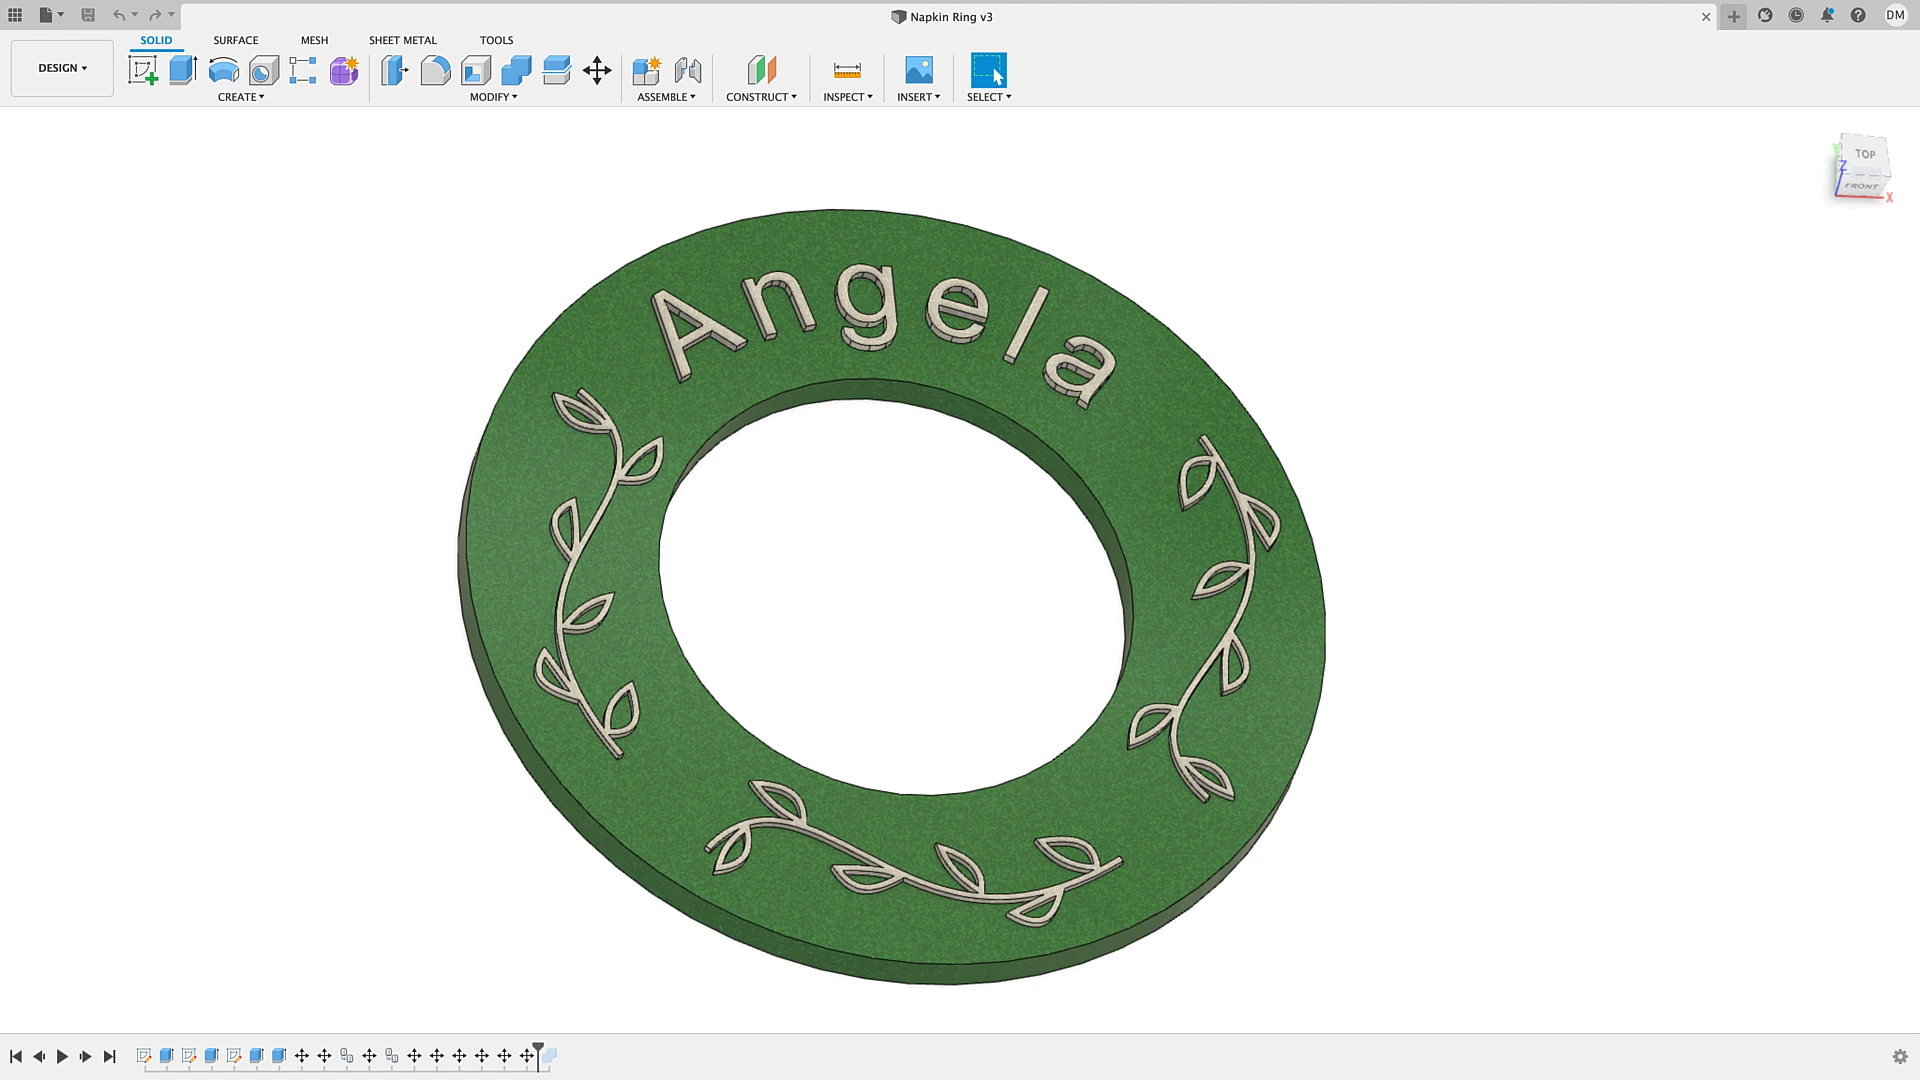 Napkin Ring v3
DM
DESIGN
SOLID
SURFACE
MESH
SHEET METAL
TOOLS
CREATE
MODIFY
ASSEMBLE
CONSTRUCT
INSPECT
INSERT
SELECT
TOP
FRONT
Y
Z
X
Angela